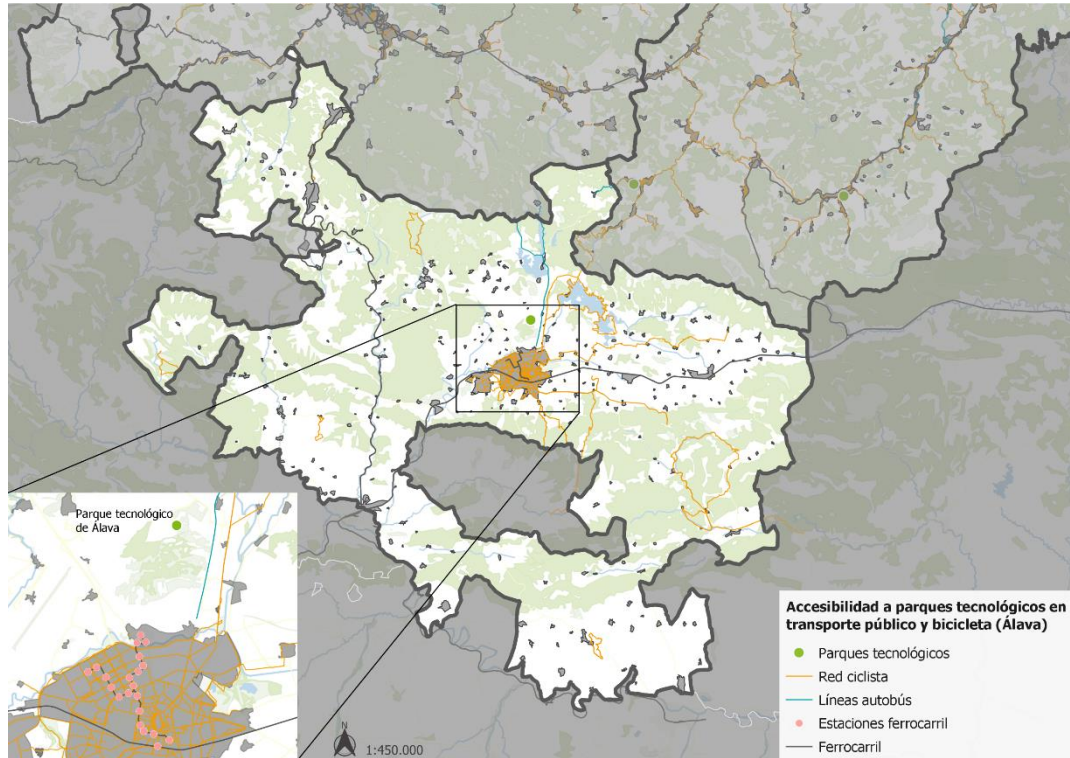 Parque tecnológico
de Álava
N
1:450.000
Accesibilidad a parques tecnológicos en
transporte público y bicicleta (Álava)
Parques tecnológicos
Red ciclista
Líneas autobús
Estaciones ferrocarril
Ferrocarril